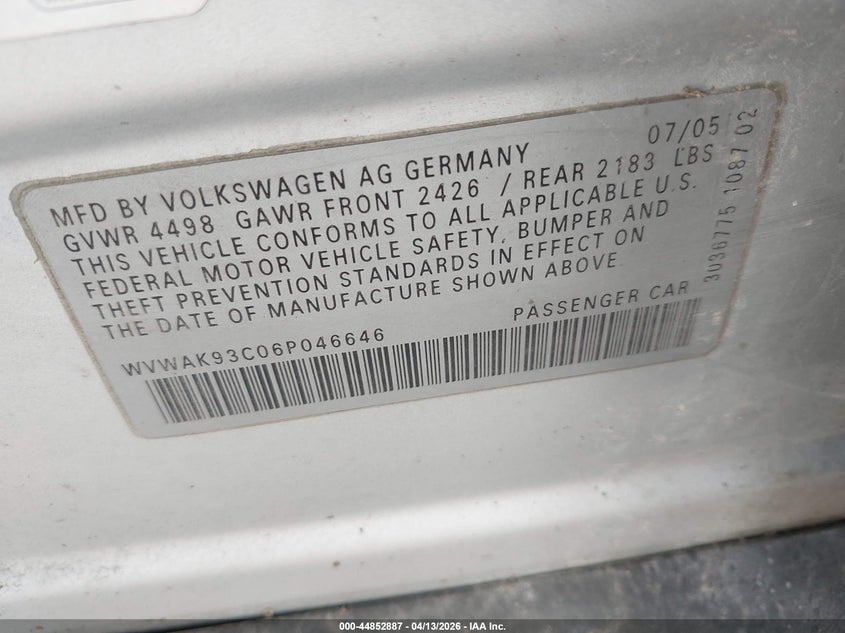 07/05
MFD BY VOLKSWAGEN AG GERMANY
GVWR 4498 GAWR FRONT 2426 / REAR 2183 LBS
THIS VEHICLE CONFORMS TO ALL APPLICABLE U.S.
FEDERAL MOTOR VEHICLE SAFETY, BUMPER AND
THEFT PREVENTION STANDARDS IN EFFECT ON
THE DATE OF MANUFACTURE SHOWN ABOVE.
WVWAK93C06P046646 PASSENGER CAR
3036775 1087 02
000-44852887 - 04/13/2026 - IAA Inc.